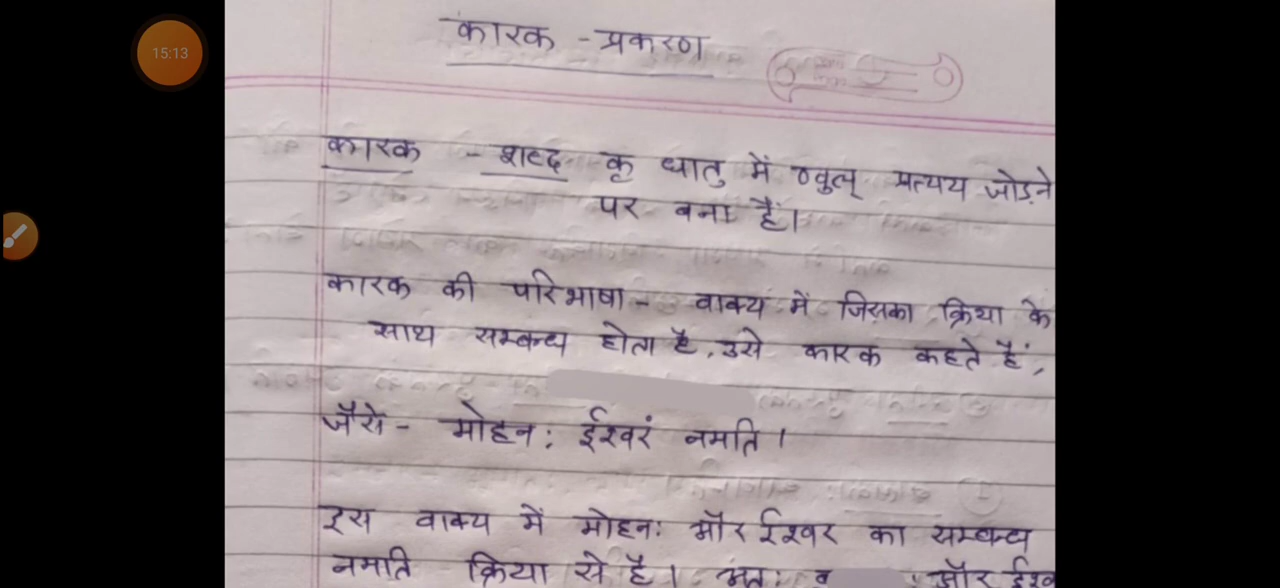 15:13
कारक - प्रकरण
कारक - शब्द कृ धातु में ण्वुल् प्रत्यय जोड़ने
पर बना हैं।
कारक की परिभाषा - वाक्य में जिसका क्रिया के
साथ सम्बन्ध होता है, उसे कारक कहते हैं,
जैसे - मोहन: ईश्वरं नमति।
इस वाक्य में मोहन: और ईश्वर का सम्बन्ध
नमति क्रिया से है। अत: और